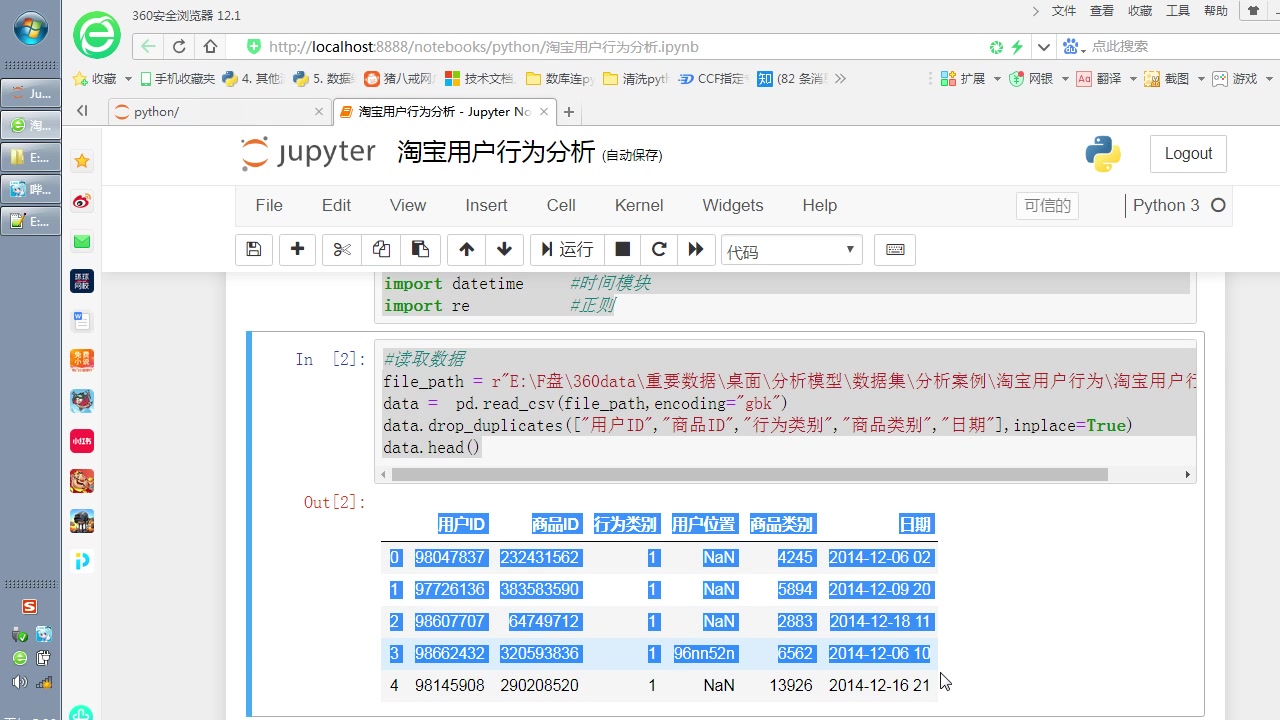 360安全浏览器 12.1
文件 查看 收藏 工具 帮助
http://localhost:8888/notebooks/python/淘宝用户行为分析.ipynb
点此搜索
收藏 手机收藏夹 4. 其他 5. 数据 猪八戒网 技术文档 数库连py 清洗pyt CCF指定 知 (82 条消 扩展 网银 翻译 截图 游戏
python/
淘宝用户行为分析 - Jupyter No
Ju...
淘...
E:...
哔...
E:...
jupyter 淘宝用户行为分析 (自动保存)
Logout
File Edit View Insert Cell Kernel Widgets Help
可信的
Python 3
运行
代码
import datetime #时间模块
import re #正则
In [2]:
#读取数据
file_path = r"E:\F盘\360data\重要数据\桌面\分析模型\数据集\分析案例\淘宝用户行为\淘宝用户行
data = pd.read_csv(file_path,encoding="gbk")
data.drop_duplicates(["用户ID","商品ID","行为类别","商品类别","日期"],inplace=True)
data.head()
Out[2]:
用户ID 商品ID 行为类别 用户位置 商品类别 日期
0 98047837 232431562 1 NaN 4245 2014-12-06 02
1 97726136 383583590 1 NaN 5894 2014-12-09 20
2 98607707 64749712 1 NaN 2883 2014-12-18 11
3 98662432 320593836 1 96nn52n 6562 2014-12-06 10
4 98145908 290208520 1 NaN 13926 2014-12-16 21